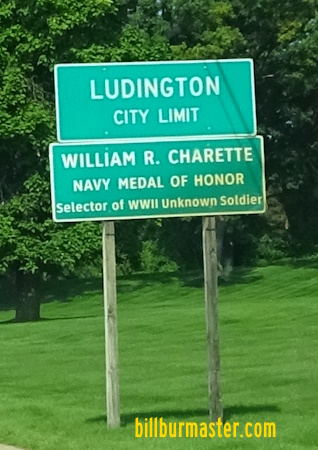 LUDINGTON
CITY LIMIT
WILLIAM R. CHARETTE
NAVY MEDAL OF HONOR
Selector of WWII Unknown Soldier
billburmaster.com